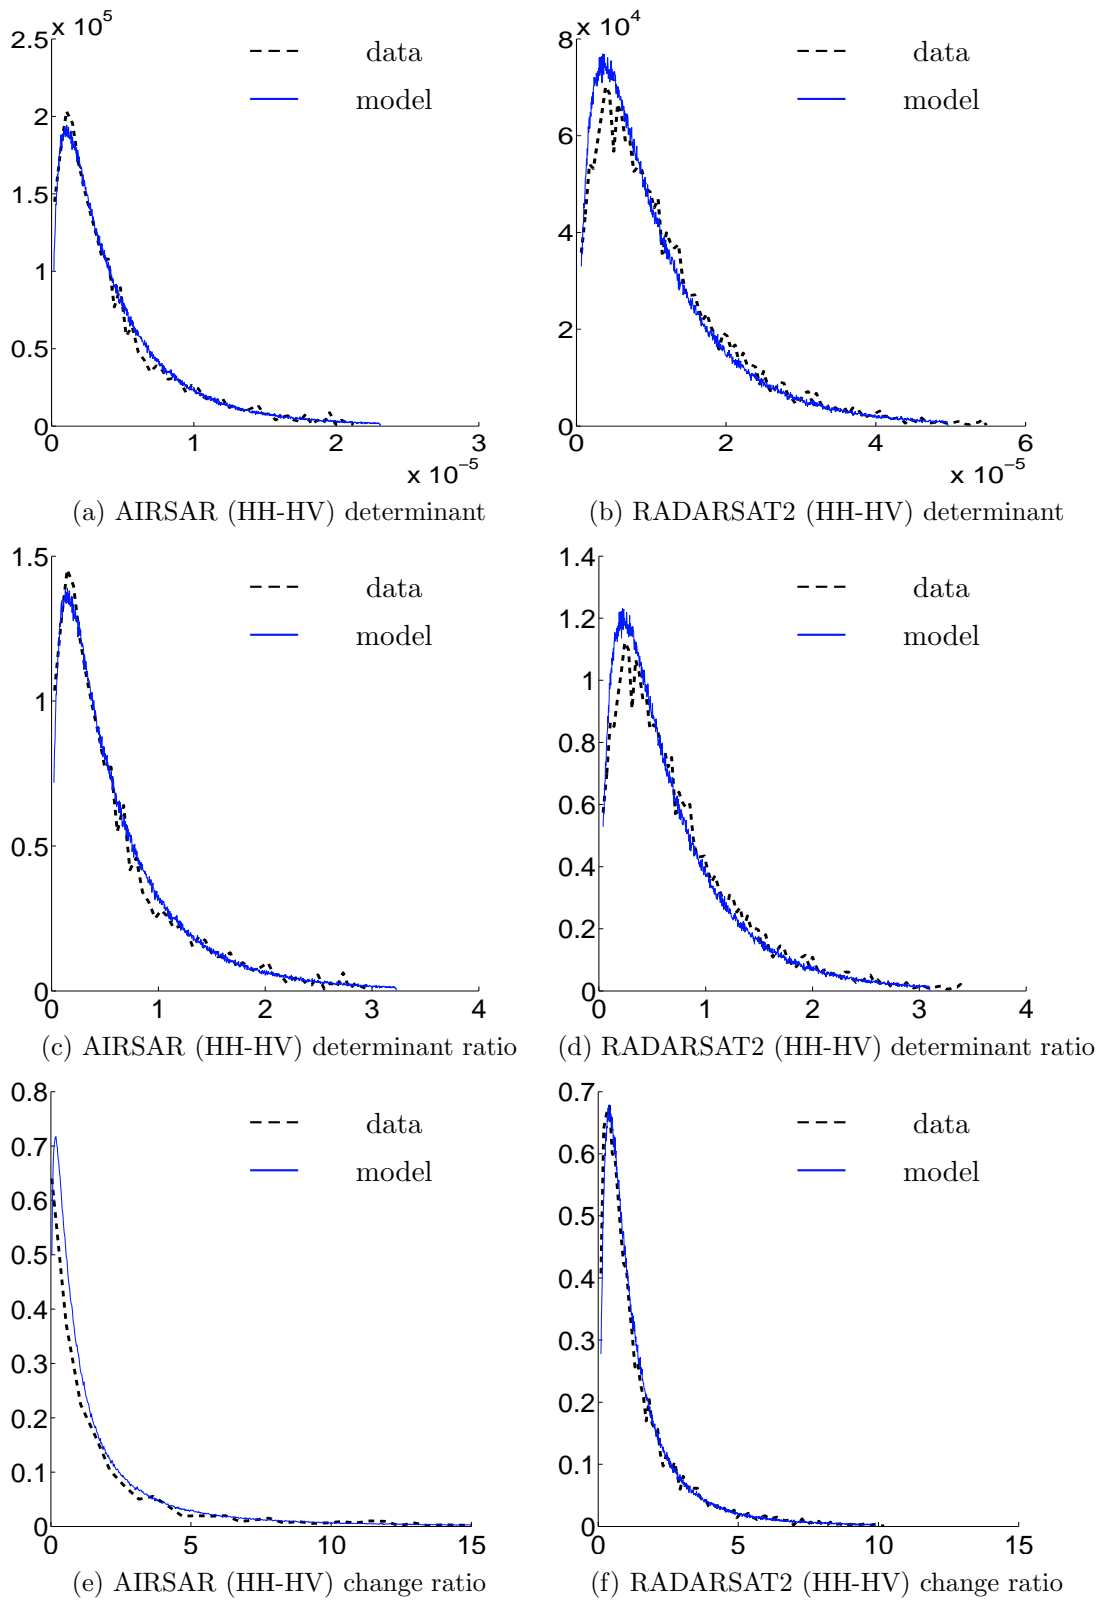 x 10^5
2.5
2
1.5
1
0.5
0
0 1 2 3
x 10^-5
data
model
(a) AIRSAR (HH-HV) determinant
x 10^4
8
6
4
2
0
0 2 4 6
x 10^-5
data
model
(b) RADARSAT2 (HH-HV) determinant
1.5
1
0.5
0
0 1 2 3 4
data
model
(c) AIRSAR (HH-HV) determinant ratio
1.4
1.2
1
0.8
0.6
0.4
0.2
0
0 1 2 3 4
data
model
(d) RADARSAT2 (HH-HV) determinant ratio
0.8
0.7
0.6
0.5
0.4
0.3
0.2
0.1
0
0 5 10 15
data
model
(e) AIRSAR (HH-HV) change ratio
0.7
0.6
0.5
0.4
0.3
0.2
0.1
0
0 5 10 15
data
model
(f) RADARSAT2 (HH-HV) change ratio